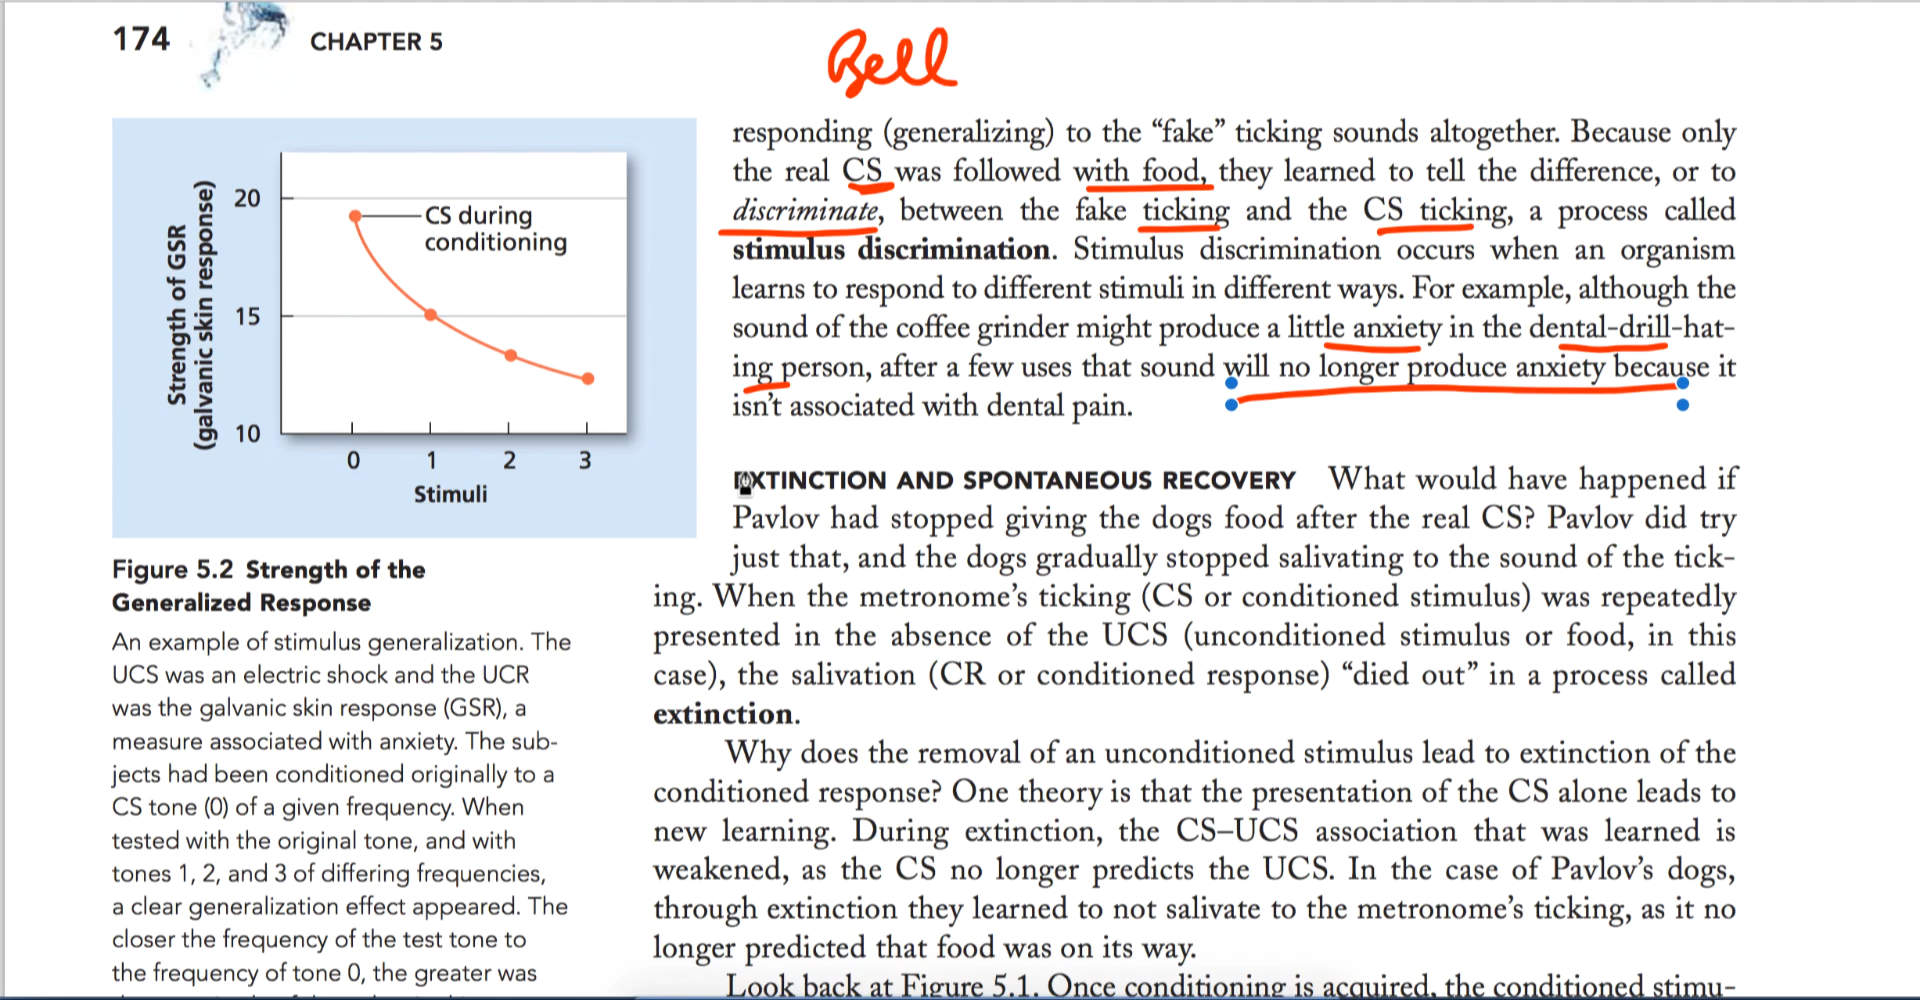 174
CHAPTER 5
Bell
responding (generalizing) to the “fake” ticking sounds altogether. Because only
the real CS was followed with food, they learned to tell the difference, or to
discriminate, between the fake ticking and the CS ticking, a process called
stimulus discrimination. Stimulus discrimination occurs when an organism
learns to respond to different stimuli in different ways. For example, although the
sound of the coffee grinder might produce a little anxiety in the dental-drill-hat-
ing person, after a few uses that sound will no longer produce anxiety because it
isn’t associated with dental pain.
EXTINCTION AND SPONTANEOUS RECOVERY What would have happened if
Pavlov had stopped giving the dogs food after the real CS? Pavlov did try
just that, and the dogs gradually stopped salivating to the sound of the tick-
ing. When the metronome’s ticking (CS or conditioned stimulus) was repeatedly
presented in the absence of the UCS (unconditioned stimulus or food, in this
case), the salivation (CR or conditioned response) “died out” in a process called
extinction.
Why does the removal of an unconditioned stimulus lead to extinction of the
conditioned response? One theory is that the presentation of the CS alone leads to
new learning. During extinction, the CS–UCS association that was learned is
weakened, as the CS no longer predicts the UCS. In the case of Pavlov’s dogs,
through extinction they learned to not salivate to the metronome’s ticking, as it no
longer predicted that food was on its way.
Look back at Figure 5.1. Once conditioning is acquired, the conditioned stimu-
Strength of GSR
(galvanic skin response)
20
15
10
CS during
conditioning
0 1 2 3
Stimuli
Figure 5.2 Strength of the
Generalized Response
An example of stimulus generalization. The
UCS was an electric shock and the UCR
was the galvanic skin response (GSR), a
measure associated with anxiety. The sub-
jects had been conditioned originally to a
CS tone (0) of a given frequency. When
tested with the original tone, and with
tones 1, 2, and 3 of differing frequencies,
a clear generalization effect appeared. The
closer the frequency of the test tone to
the frequency of tone 0, the greater was